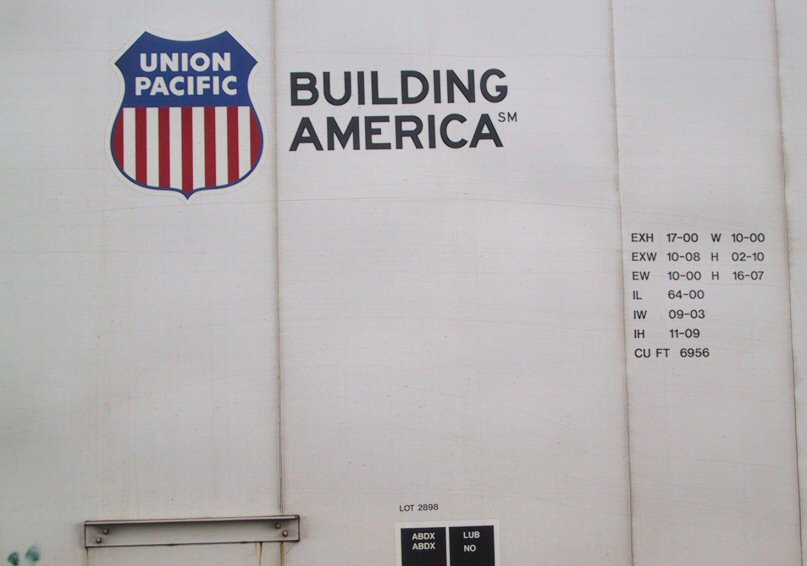 UNION
PACIFIC
BUILDING
AMERICA SM
EXH 17-00 W 10-00
EXW 10-08 H 02-10
EW 10-00 H 16-07
IL 64-00
IW 09-03
IH 11-09
CU FT 6956
LOT 2898
ABDX LUB
ABDX NO